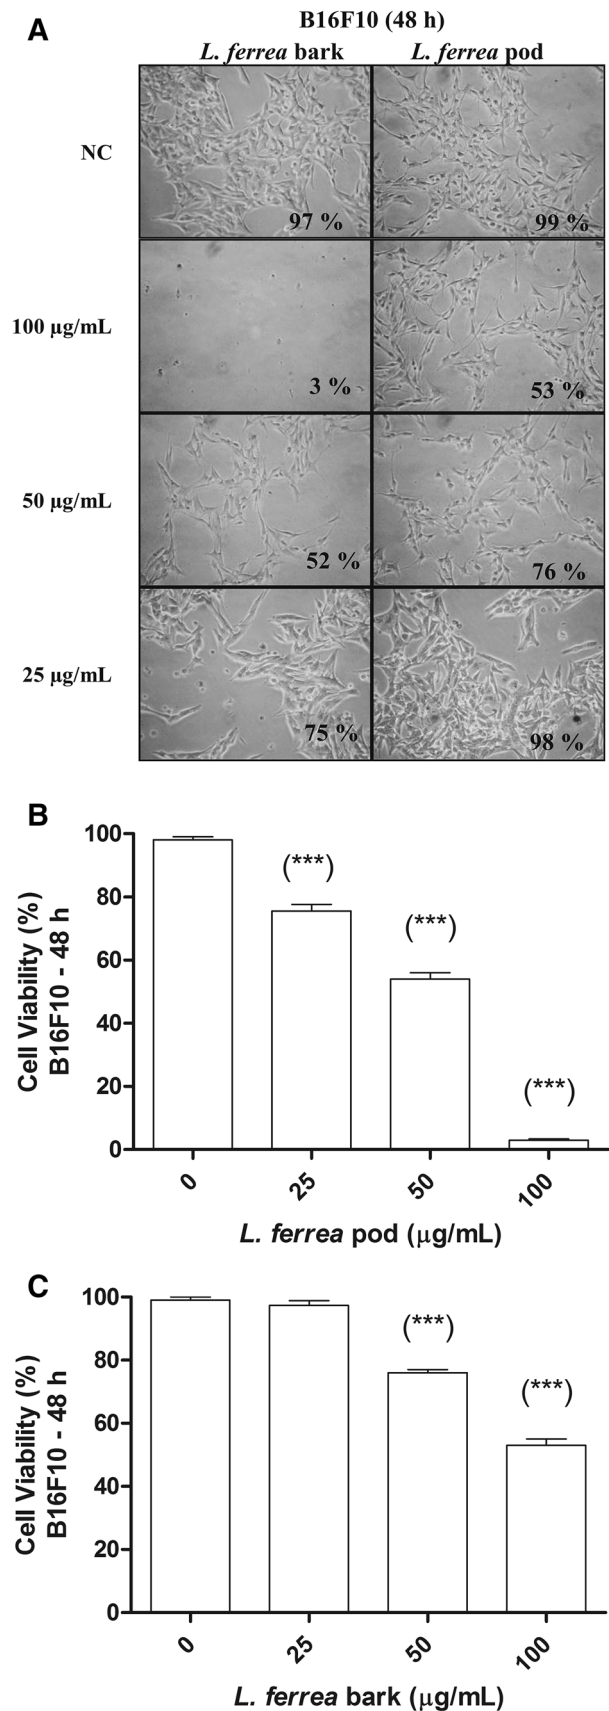 A
B16F10 (48 h)
L. ferrea bark L. ferrea pod
NC
97 % 99 %
100 µg/mL
3 % 53 %
50 µg/mL
52 % 76 %
25 µg/mL
75 % 98 %
B
Cell Viability (%)
B16F10 - 48 h
100
80
60
40
20
0
(***)
(***)
(***)
0 25 50 100
L. ferrea pod (µg/mL)
C
Cell Viability (%)
B16F10 - 48 h
100
80
60
40
20
0
(***)
(***)
0 25 50 100
L. ferrea bark (µg/mL)